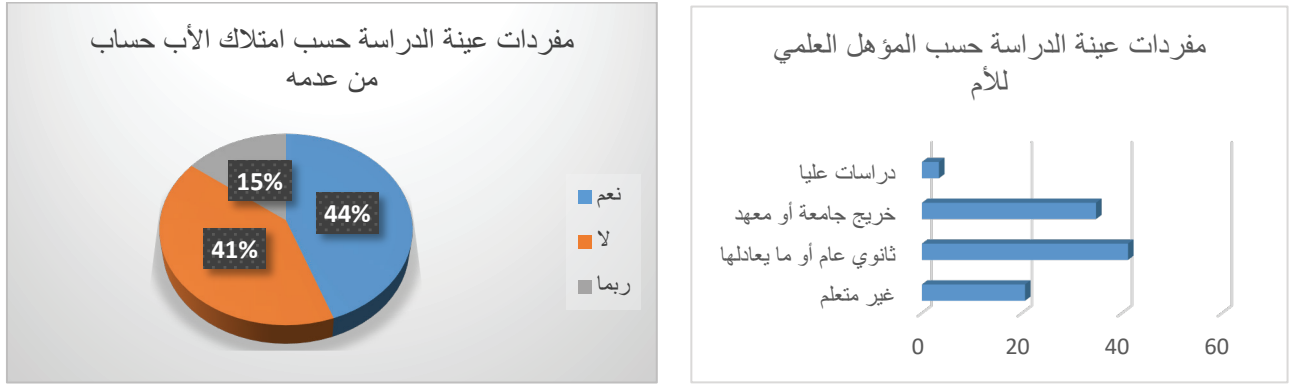 مفردات عينة الدراسة حسب المؤهل العلمي
للأم
دراسات عليا
خريج جامعة أو معهد
ثانوي عام أو ما يعادلها
غير متعلم
0 20 40 60
مفردات عينة الدراسة حسب امتلاك الأب حساب
من عدمه
15%
44%
41%
نعم
لا
ربما